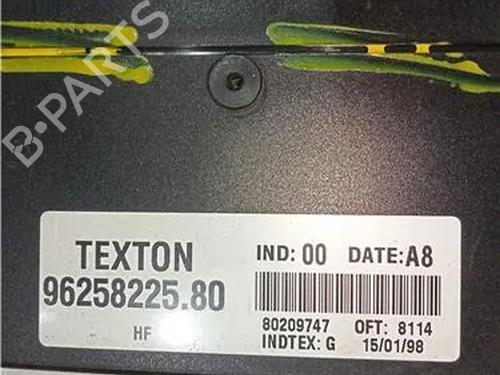 B-PARTS
TEXTON IND: 00 DATE: A8
96258225.80
HF
80209747 OFT: 8114
INDTEX: G 15/01/98